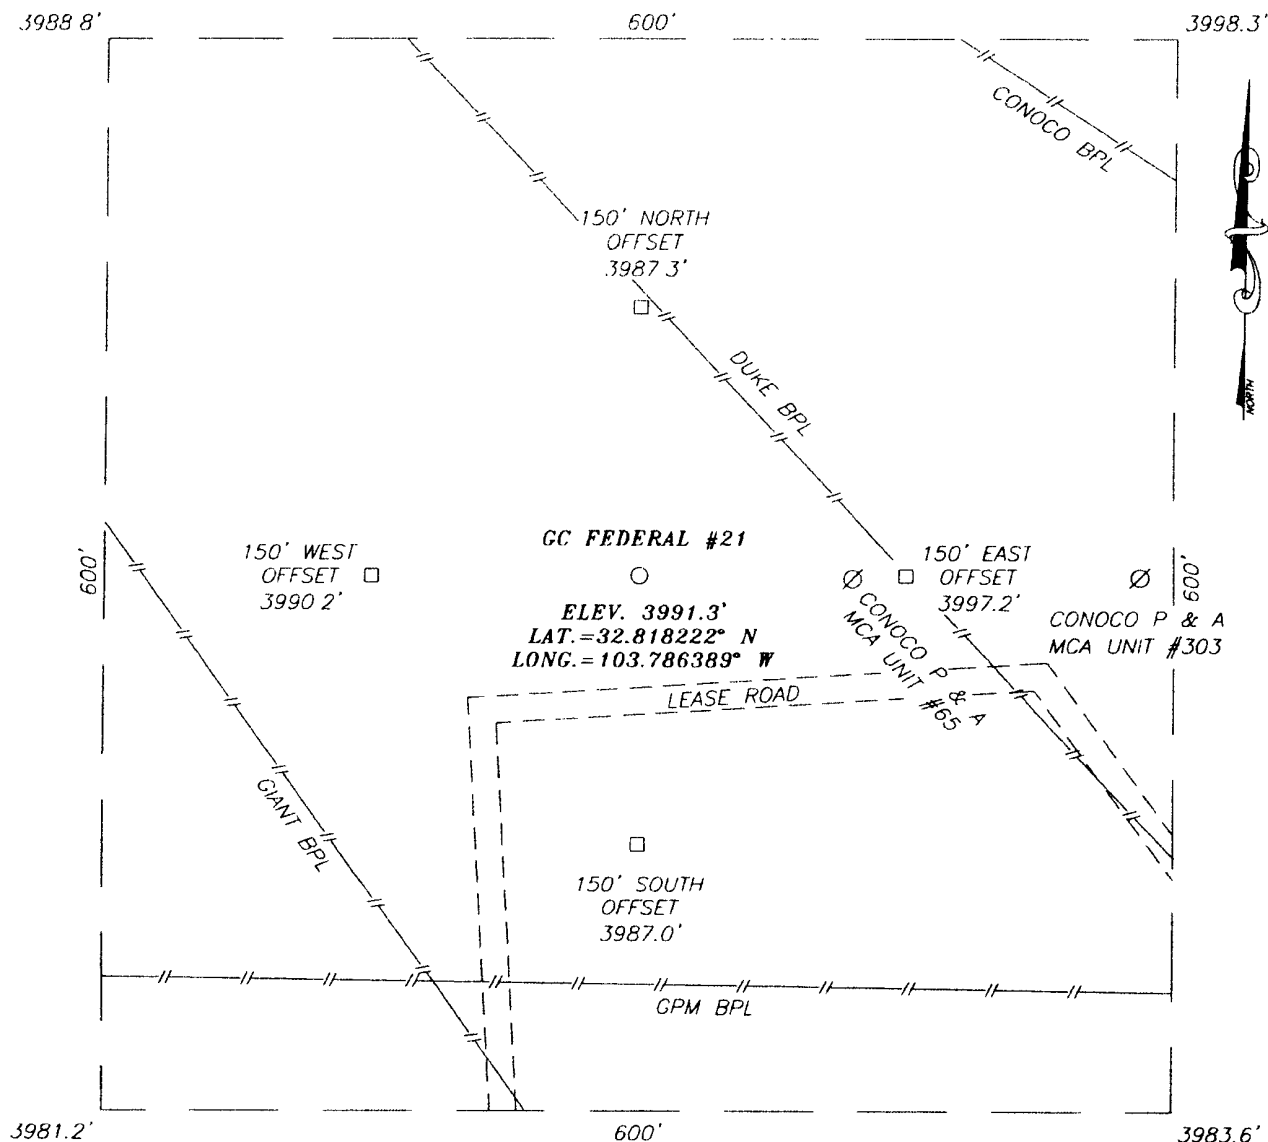 3988 8'
600'
3998.3'
CONOCO BPL
NORTH
150' NORTH
OFFSET
3987 3'
DUKE BPL
600'
150' WEST
OFFSET
3990 2'
GC FEDERAL #21
ELEV. 3991.3'
LAT.=32.818222° N
LONG.=103.786389° W
150' EAST
OFFSET
3997.2'
600'
CONOCO P & A
MCA UNIT #65
CONOCO P & A
MCA UNIT #303
LEASE ROAD
GIANT BPL
150' SOUTH
OFFSET
3987.0'
GPM BPL
3981.2'
600'
3983.6'